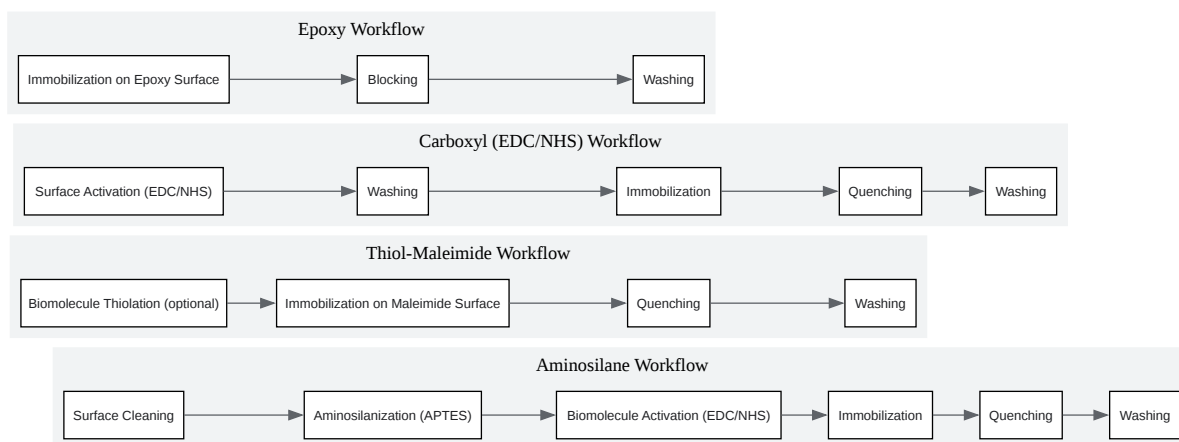 Epoxy Workflow
Immobilization on Epoxy Surface
Blocking
Washing
Carboxyl (EDC/NHS) Workflow
Surface Activation (EDC/NHS)
Washing
Immobilization
Quenching
Washing
Thiol-Maleimide Workflow
Biomolecule Thiolation (optional)
Immobilization on Maleimide Surface
Quenching
Washing
Aminosilane Workflow
Surface Cleaning
Aminosilanization (APTES)
Biomolecule Activation (EDC/NHS)
Immobilization
Quenching
Washing